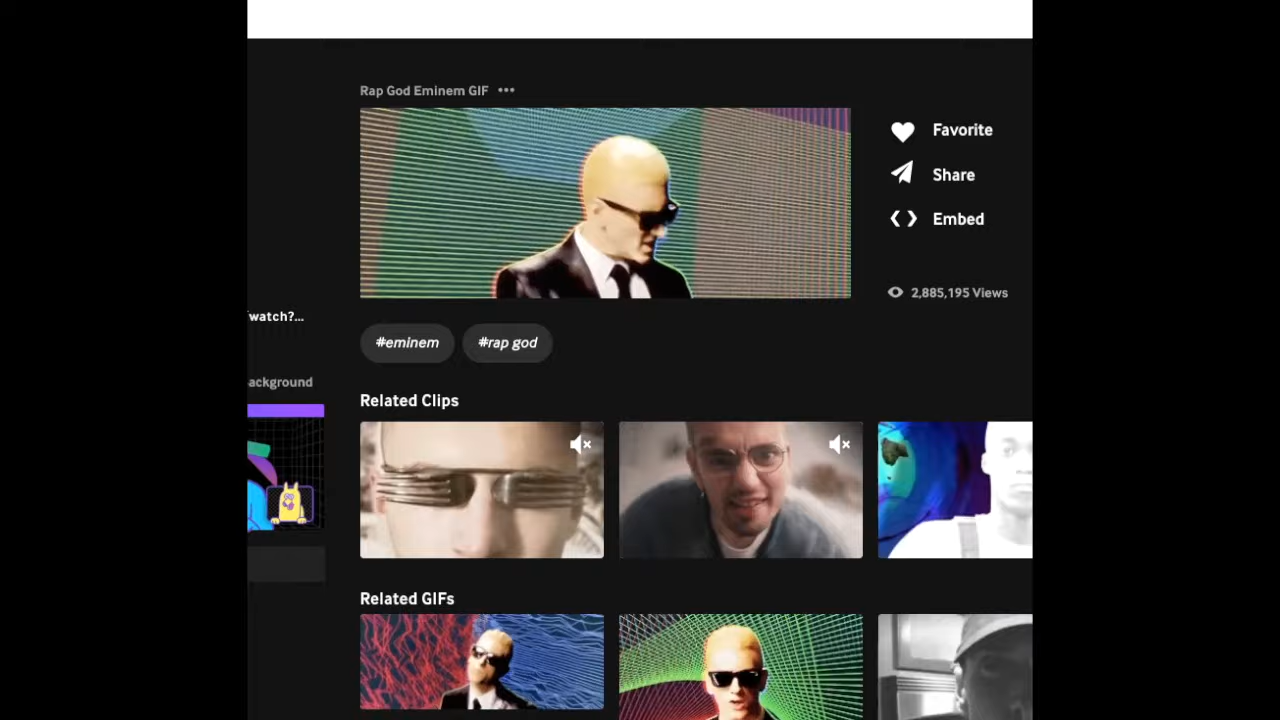 Rap God Eminem GIF •••
Favorite
Share
Embed
2,885,195 Views
#eminem
#rap god
watch?...
ackground
Related Clips
Related GIFs